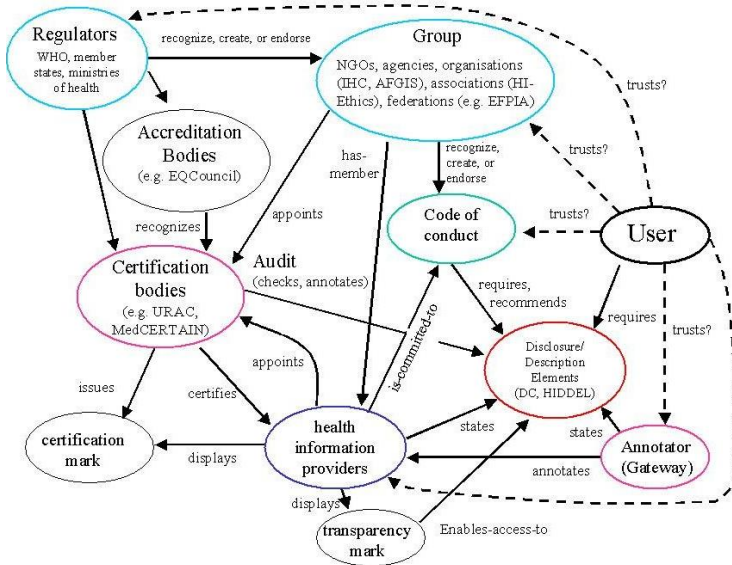 Regulators
WHO, member
states, ministries
of health
recognize, create, or endorse
Group
NGOs, agencies, organisations
(IHC, AFGIS), associations (HI-
Ethics), federations (e.g. EFPIA)
trusts?
Accreditation
Bodies
(e.g. EQCouncil)
has-
member
recognize,
create, or
endorse
trusts?
recognizes
appoints
Code of
conduct
trusts?
User
Certification
bodies
(e.g. URAC,
MedCERTAIN)
Audit
(checks, annotates)
requires,
recommends
requires
trusts?
is-committed-to
Disclosure/
Description
Elements
(DC, HIDDEL)
issues
certifies
appoints
certification
mark
displays
health
information
providers
states
states
Annotator
(Gateway)
annotates
displays
transparency
mark
Enables-access-to